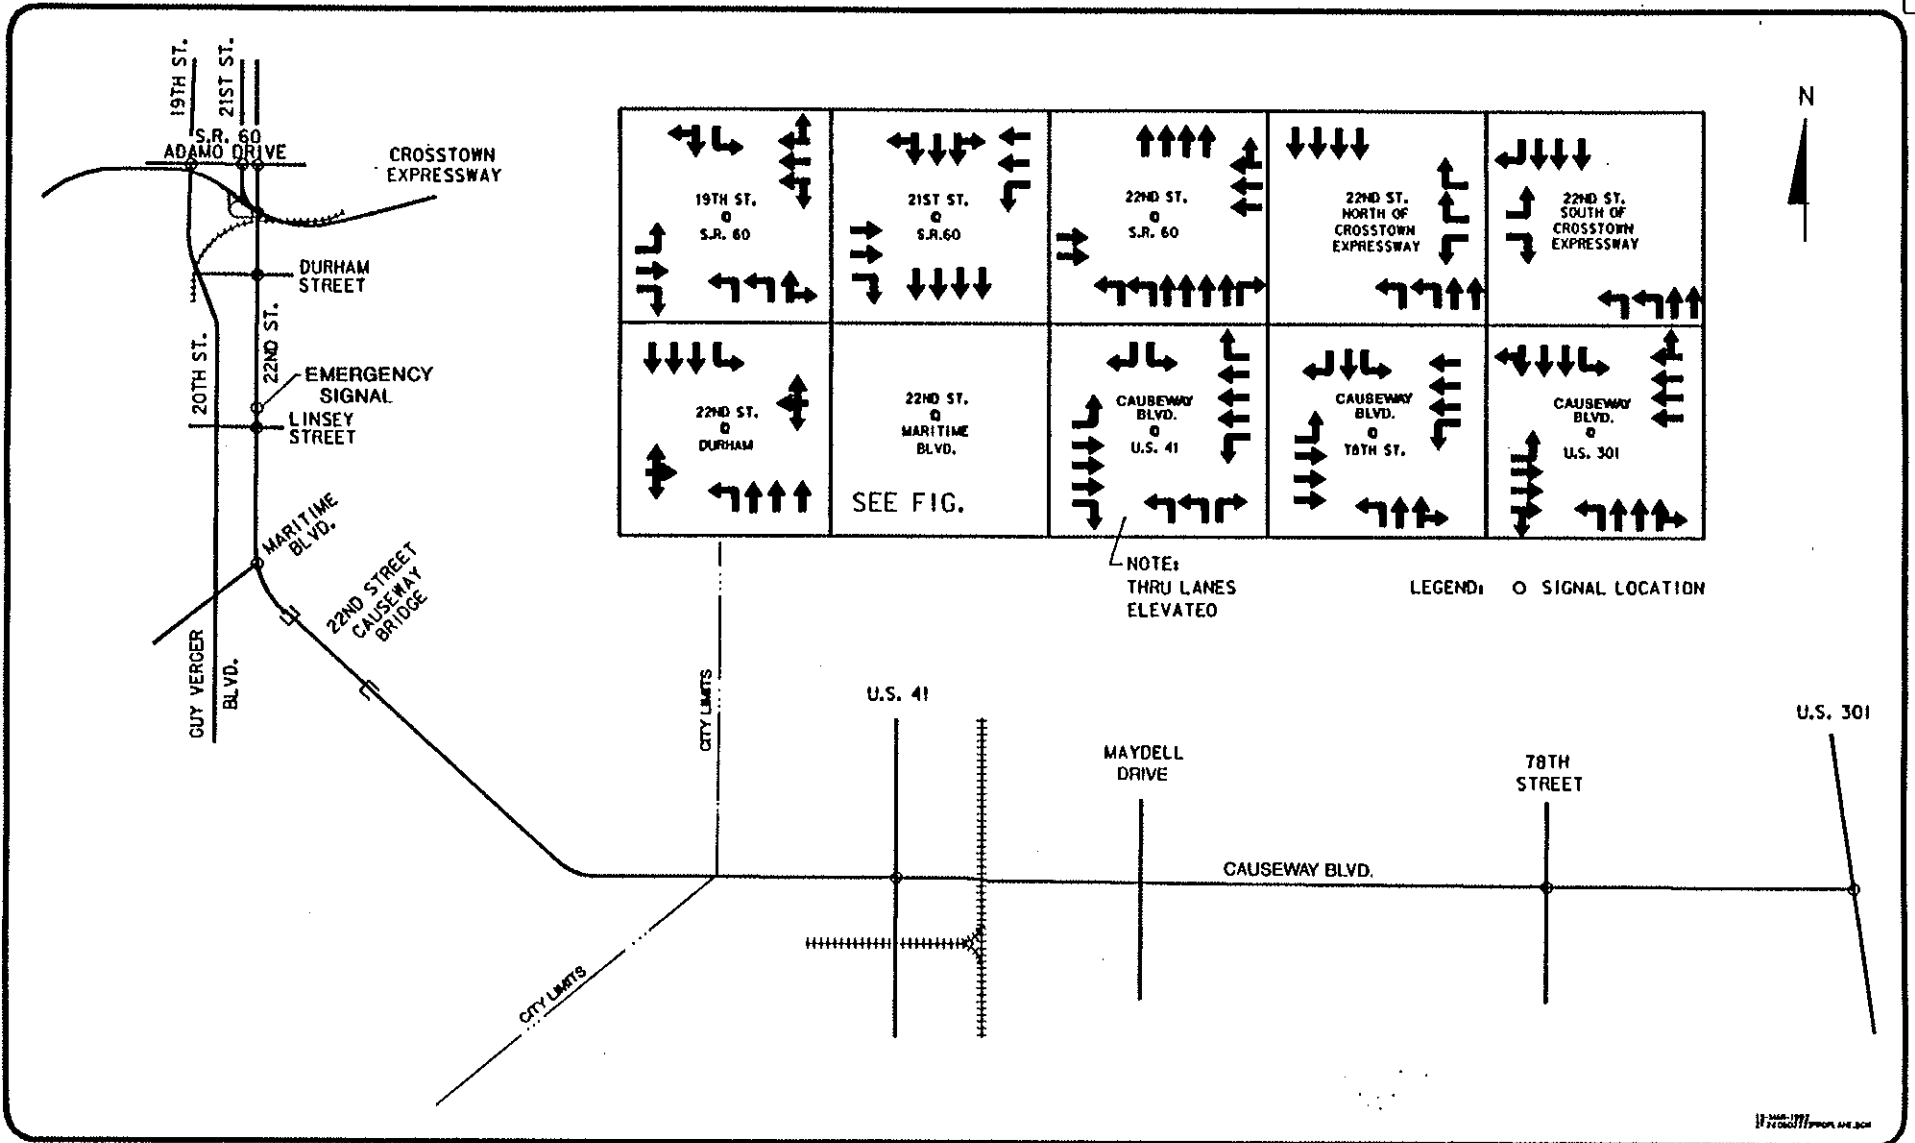 19TH ST.
21ST ST.
S.R. 60
ADAMO DRIVE
CROSSTOWN
EXPRESSWAY
DURHAM
STREET
20TH ST.
22ND ST.
EMERGENCY
SIGNAL
LINSEY
STREET
MARITIME
BLVD.
22ND STREET
CAUSEWAY
BRIDGE
GUY VERGER
BLVD.
19TH ST.
@
S.R. 60
21ST ST.
@
S.R.60
22ND ST.
@
S.R. 60
22ND ST.
NORTH OF
CROSSTOWN
EXPRESSWAY
22ND ST.
SOUTH OF
CROSSTOWN
EXPRESSWAY
22ND ST.
@
DURHAM
22ND ST.
@
MARITIME
BLVD.
SEE FIG.
CAUSEWAY
BLVD.
@
U.S. 41
CAUSEWAY
BLVD.
@
78TH ST.
CAUSEWAY
BLVD.
@
U.S. 301
N
NOTE:
THRU LANES
ELEVATED
LEGEND: O SIGNAL LOCATION
CITY LIMITS
CITY LIMITS
U.S. 41
MAYDELL
DRIVE
CAUSEWAY BLVD.
78TH
STREET
U.S. 301